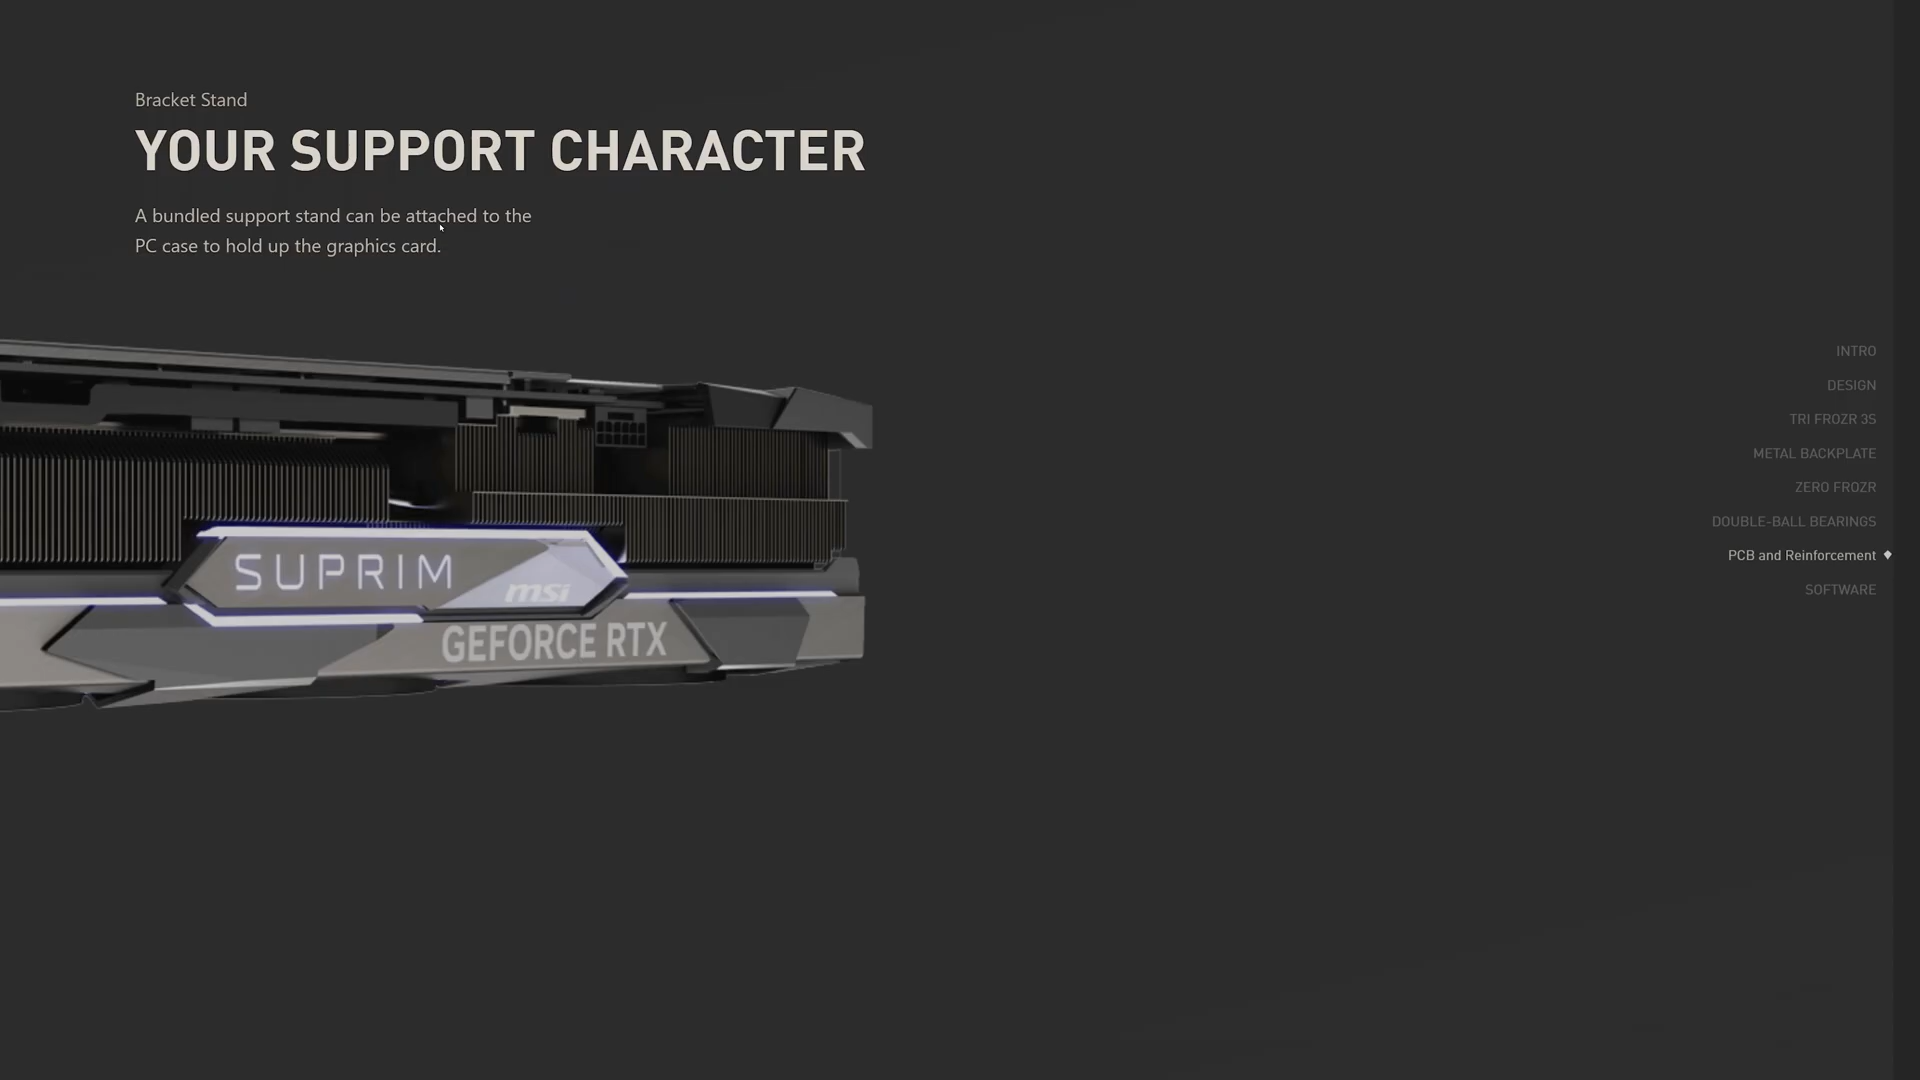 Bracket Stand
YOUR SUPPORT CHARACTER
A bundled support stand can be attached to the
PC case to hold up the graphics card.
SUPRIM
msi
GEFORCE RTX
INTRO
DESIGN
TRI FROZR 3S
METAL BACKPLATE
ZERO FROZR
DOUBLE-BALL BEARINGS
PCB and Reinforcement
SOFTWARE